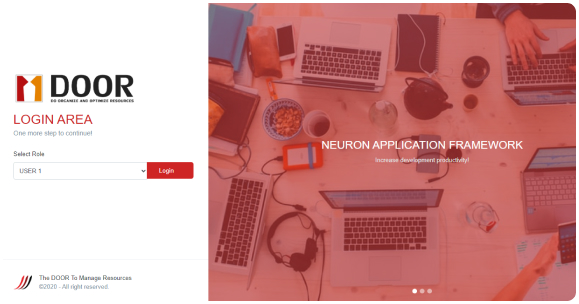 DOOR
DO ORGANIZE AND OPTIMIZE RESOURCES
LOGIN AREA
One more step to continue!
Select Role
USER 1
Login
The DOOR To Manage Resources
©2020 - All right reserved
NEURON APPLICATION FRAMEWORK
Increase development productivity!